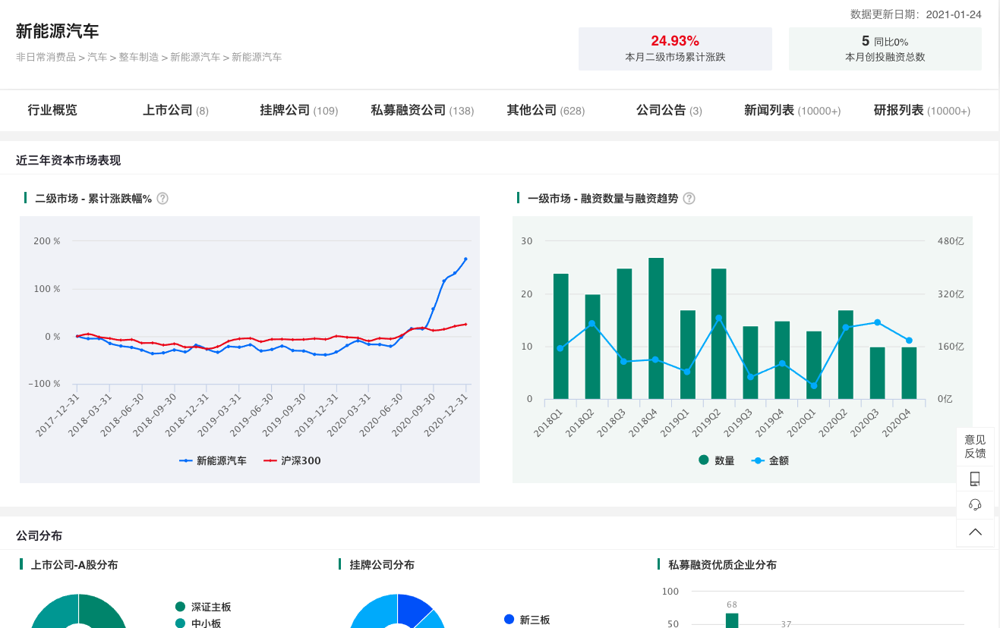 数据更新日期：2021-01-24
新能源汽车
非日常消费品 > 汽车 > 整车制造 > 新能源汽车 > 新能源汽车
24.93%
本月二级市场累计涨跌
5 同比0%
本月创投融资总数
行业概览 上市公司 (8) 挂牌公司 (109) 私募融资公司 (138) 其他公司 (628) 公司公告 (3) 新闻列表 (10000+) 研报列表 (10000+)
近三年资本市场表现
二级市场 - 累计涨跌幅% ?
200 %
100 %
0 %
-100 %
2017-12-31 2018-03-31 2018-06-30 2018-09-30 2018-12-31 2019-03-31 2019-06-30 2019-09-30 2019-12-31 2020-03-31 2020-06-30 2020-09-30 2020-12-31
新能源汽车 沪深300
一级市场 - 融资数量与融资趋势 ?
30 480亿
20 320亿
10 160亿
0 0亿
2018Q1 2018Q2 2018Q3 2018Q4 2019Q1 2019Q2 2019Q3 2019Q4 2020Q1 2020Q2 2020Q3 2020Q4
数量 金额
意见
反馈
公司分布
上市公司-A股分布
深证主板
中小板
挂牌公司分布
新三板
私募融资优质企业分布
100
68
50 37